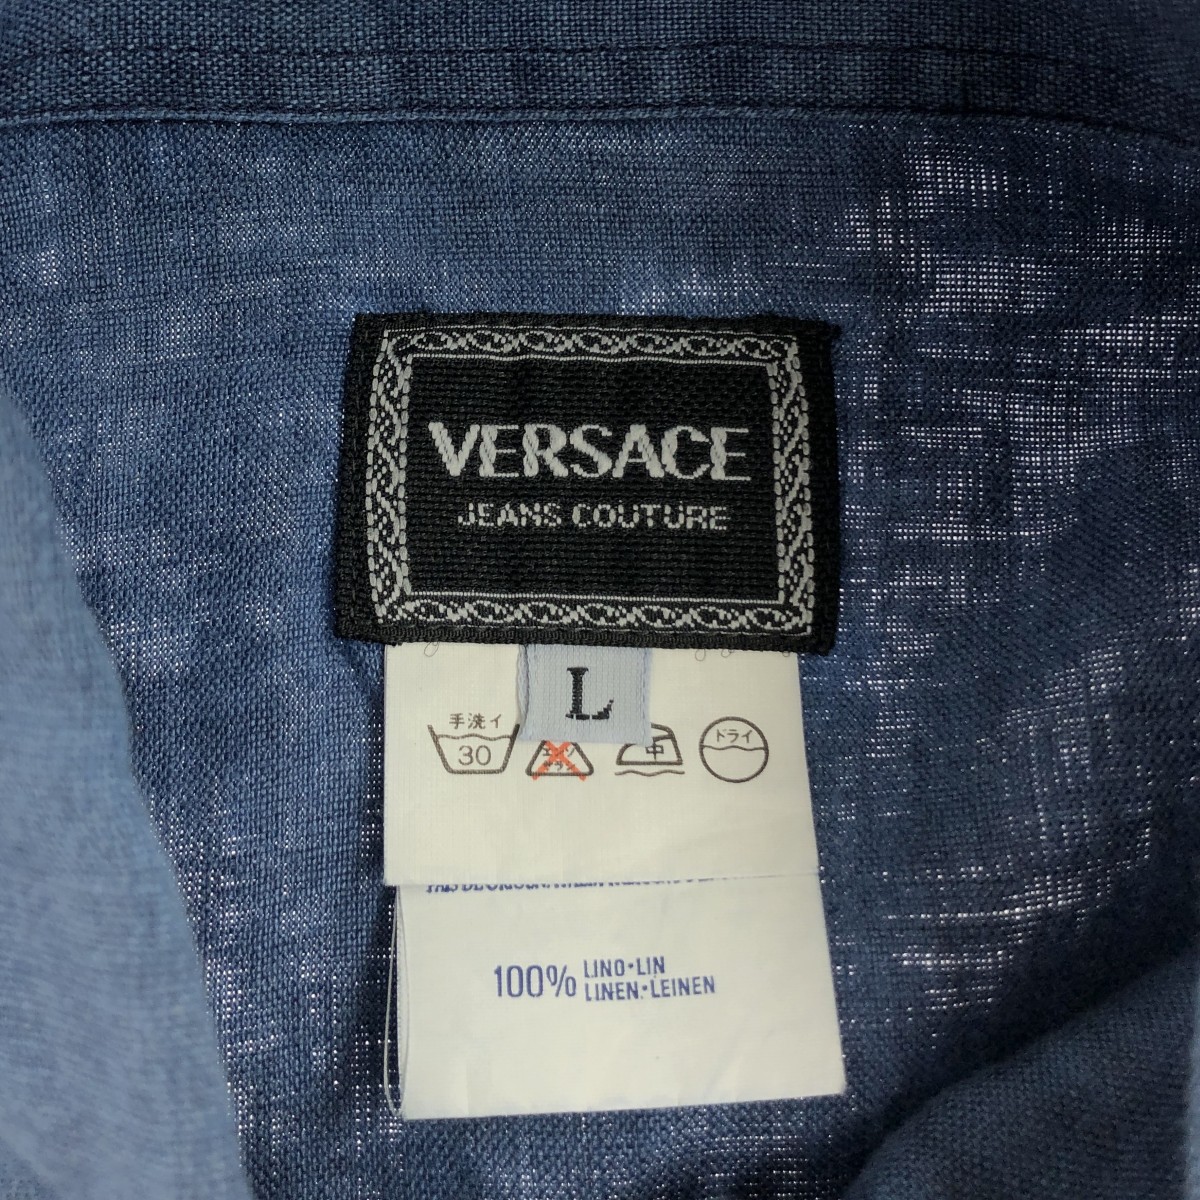 VERSACE
JEANS COUTURE
L
手洗イ
30
中
ドライ
100% LINO•LIN
LINEN•LEINEN